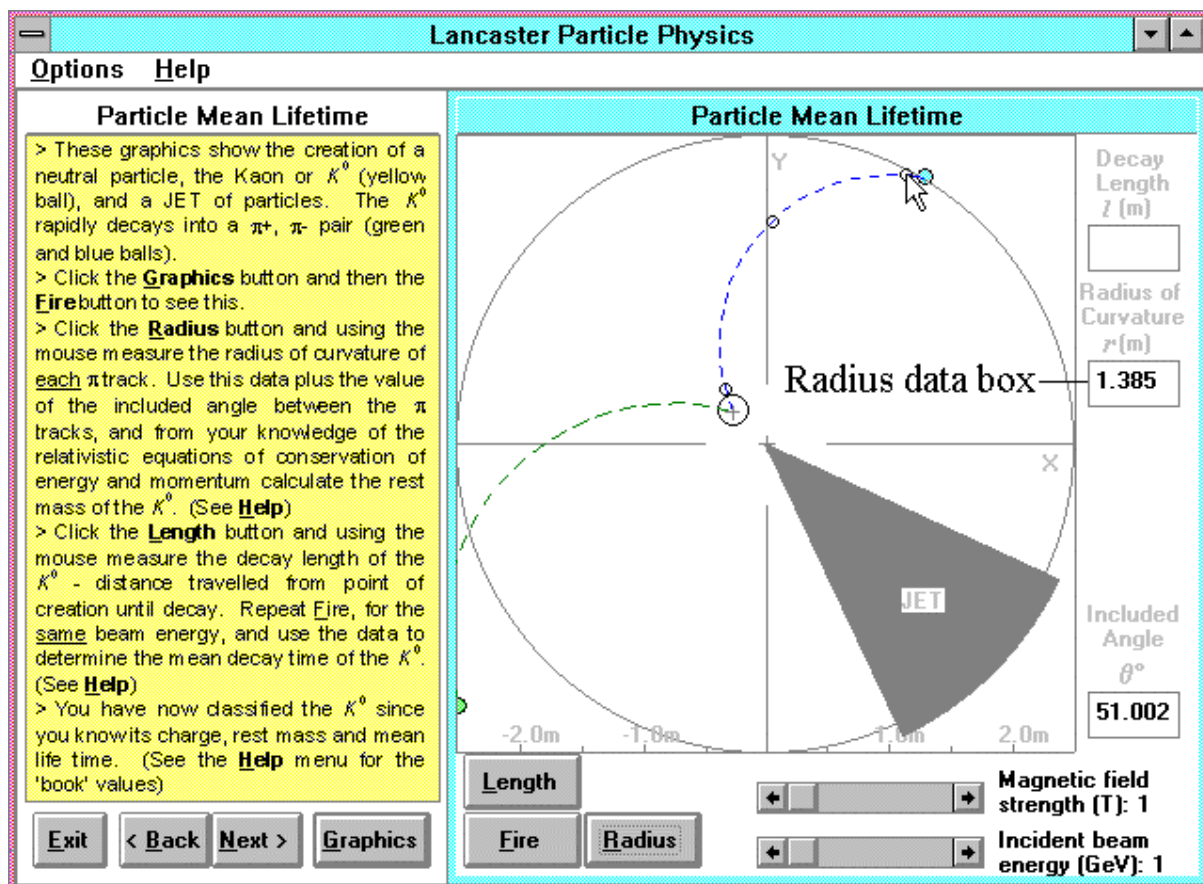 Lancaster Particle Physics
Options Help
Particle Mean Lifetime
> These graphics show the creation of a
neutral particle, the Kaon or K⁰ (yellow
ball), and a JET of particles. The K⁰
rapidly decays into a π+, π- pair (green
and blue balls).
> Click the Graphics button and then the
Fire button to see this.
> Click the Radius button and using the
mouse measure the radius of curvature of
each π track. Use this data plus the value
of the included angle between the π
tracks, and from your knowledge of the
relativistic equations of conservation of
energy and momentum calculate the rest
mass of the K⁰. (See Help)
> Click the Length button and using the
mouse measure the decay length of the
K⁰ - distance travelled from point of
creation until decay. Repeat Fire, for the
same beam energy, and use the data to
determine the mean decay time of the K⁰.
(See Help)
> You have now classified the K⁰ since
you know its charge, rest mass and mean
life time. (See the Help menu for the
'book' values)
Exit
< Back
Next >
Graphics
Particle Mean Lifetime
Y
X
JET
-2.0m
-1.0m
1.0m
2.0m
Decay
Length
l (m)
Radius of
Curvature
r (m)
Radius data box
1.385
Included
Angle
θ°
51.002
Length
Fire
Radius
Magnetic field
strength (T): 1
Incident beam
energy (GeV): 1